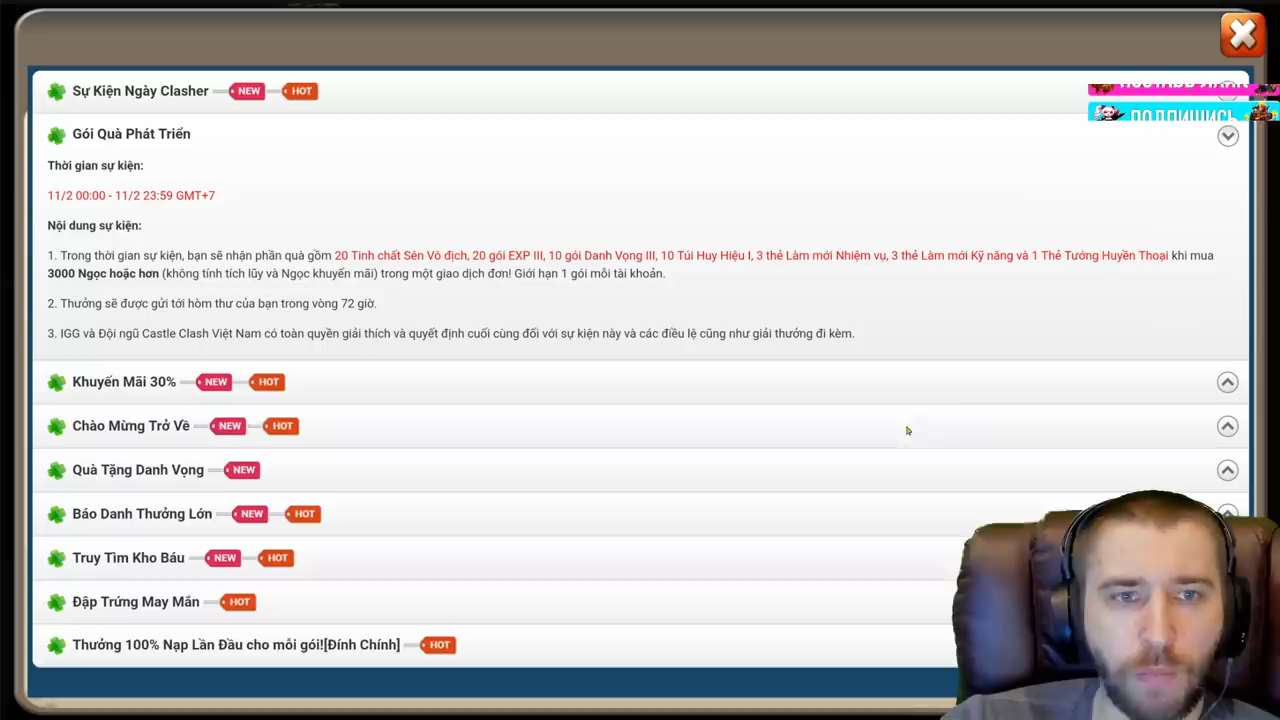 Sự Kiện Ngày Clasher NEW HOT
ПОДПИШИСЬ
Gói Quà Phát Triển
Thời gian sự kiện:
11/2 00:00 - 11/2 23:59 GMT+7
Nội dung sự kiện:
1. Trong thời gian sự kiện, bạn sẽ nhận phần quà gồm 20 Tinh chất Sên Vô địch, 20 gói EXP III, 10 gói Danh Vọng III, 10 Túi Huy Hiệu I, 3 thẻ Làm mới Nhiệm vụ, 3 thẻ Làm mới Kỹ năng và 1 Thẻ Tướng Huyền Thoại khi mua
3000 Ngọc hoặc hơn (không tính tích lũy và Ngọc khuyến mãi) trong một giao dịch đơn! Giới hạn 1 gói mỗi tài khoản.
2. Thưởng sẽ được gửi tới hòm thư của bạn trong vòng 72 giờ.
3. IGG và Đội ngũ Castle Clash Việt Nam có toàn quyền giải thích và quyết định cuối cùng đối với sự kiện này và các điều lệ cũng như giải thưởng đi kèm.
Khuyến Mãi 30% NEW HOT
Chào Mừng Trở Về NEW HOT
Quà Tặng Danh Vọng NEW
Báo Danh Thưởng Lớn NEW HOT
Truy Tìm Kho Báu NEW HOT
Đập Trứng May Mắn HOT
Thưởng 100% Nạp Lần Đầu cho mỗi gói![Đính Chính] HOT